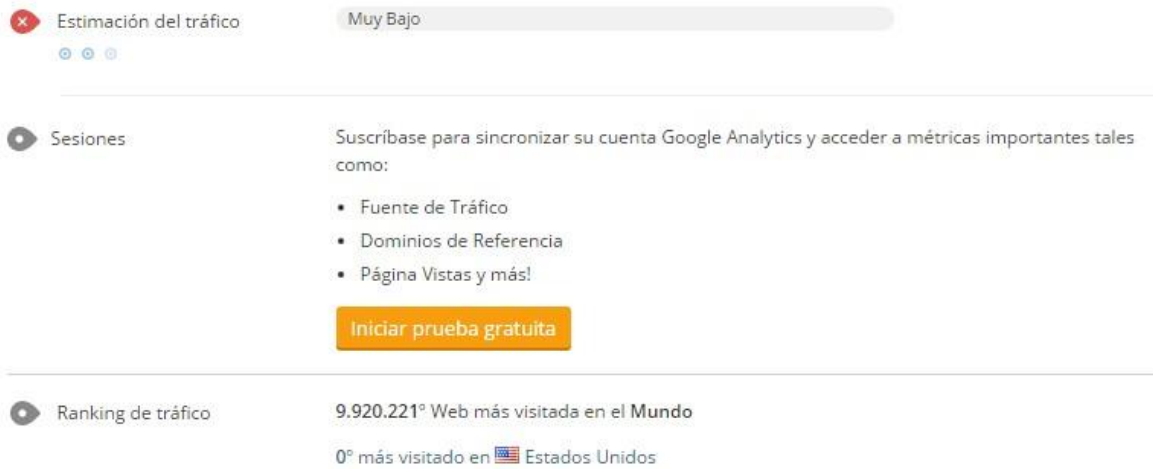 Estimación del tráfico
Muy Bajo
Sesiones
Suscríbase para sincronizar su cuenta Google Analytics y acceder a métricas importantes tales
como:
• Fuente de Tráfico
• Dominios de Referencia
• Página Vistas y más!
Iniciar prueba gratuita
Ranking de tráfico
9.920.221° Web más visitada en el Mundo
0° más visitado en Estados Unidos